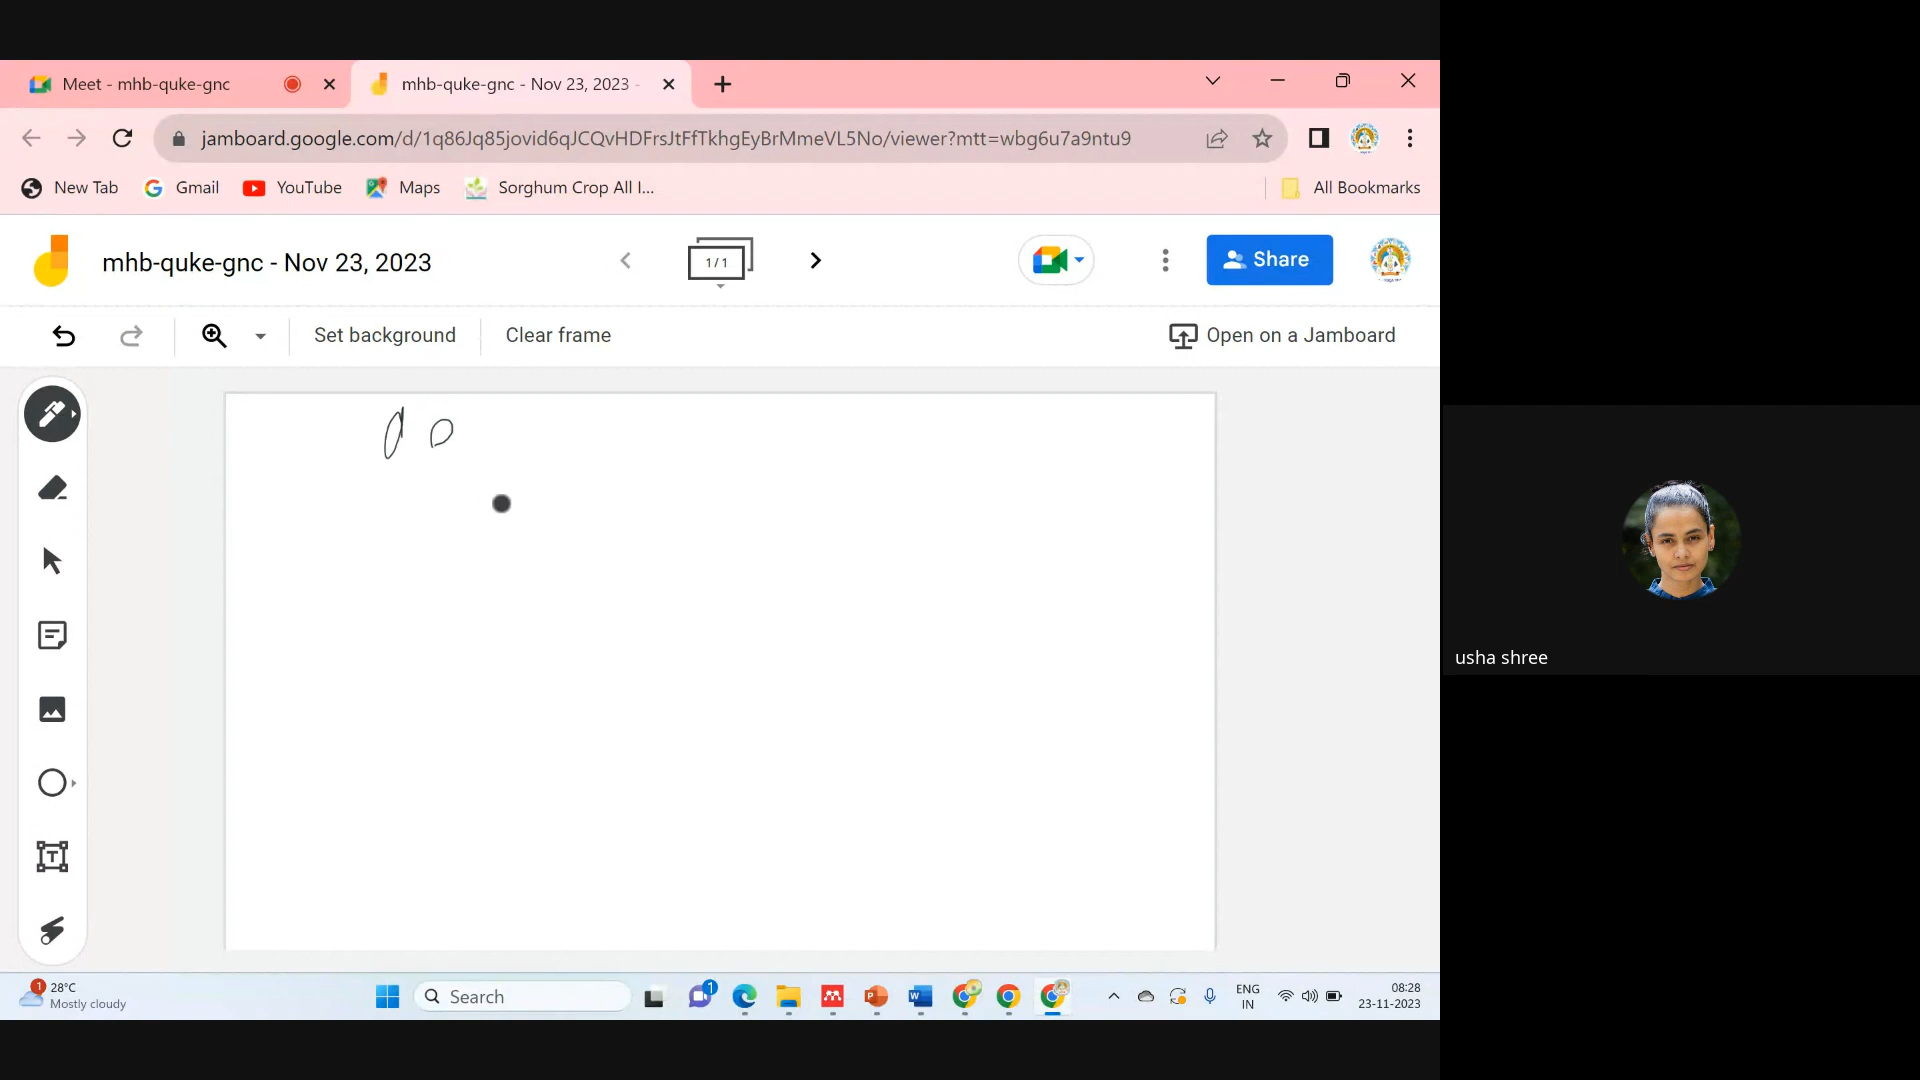 Meet - mhb-quke-gnc
mhb-quke-gnc - Nov 23, 2023 -
jamboard.google.com/d/1q86Jq85jovid6qJCQvHDFrsJtFfTkhgEyBrMmeVL5No/viewer?mtt=wbg6u7a9ntu9
New Tab Gmail YouTube Maps Sorghum Crop All I... All Bookmarks
mhb-quke-gnc - Nov 23, 2023 1 / 1 Share
Set background Clear frame Open on a Jamboard
usha shree
1 28°C Search 1 ENG 08:28
Mostly cloudy IN 23-11-2023